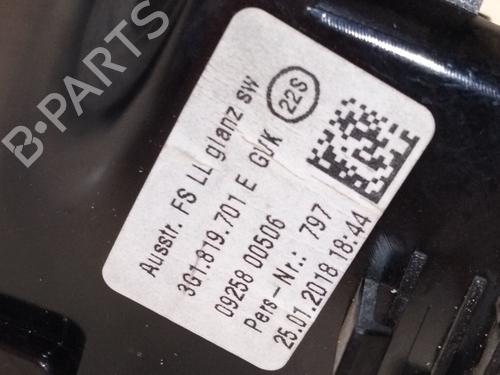 B-PARTS
Ausstr. FS LL glanz sw
22S
3G1.819.701 E GVK
09258 00506
Pers-Nr.: 797
25.01.2018 18:44